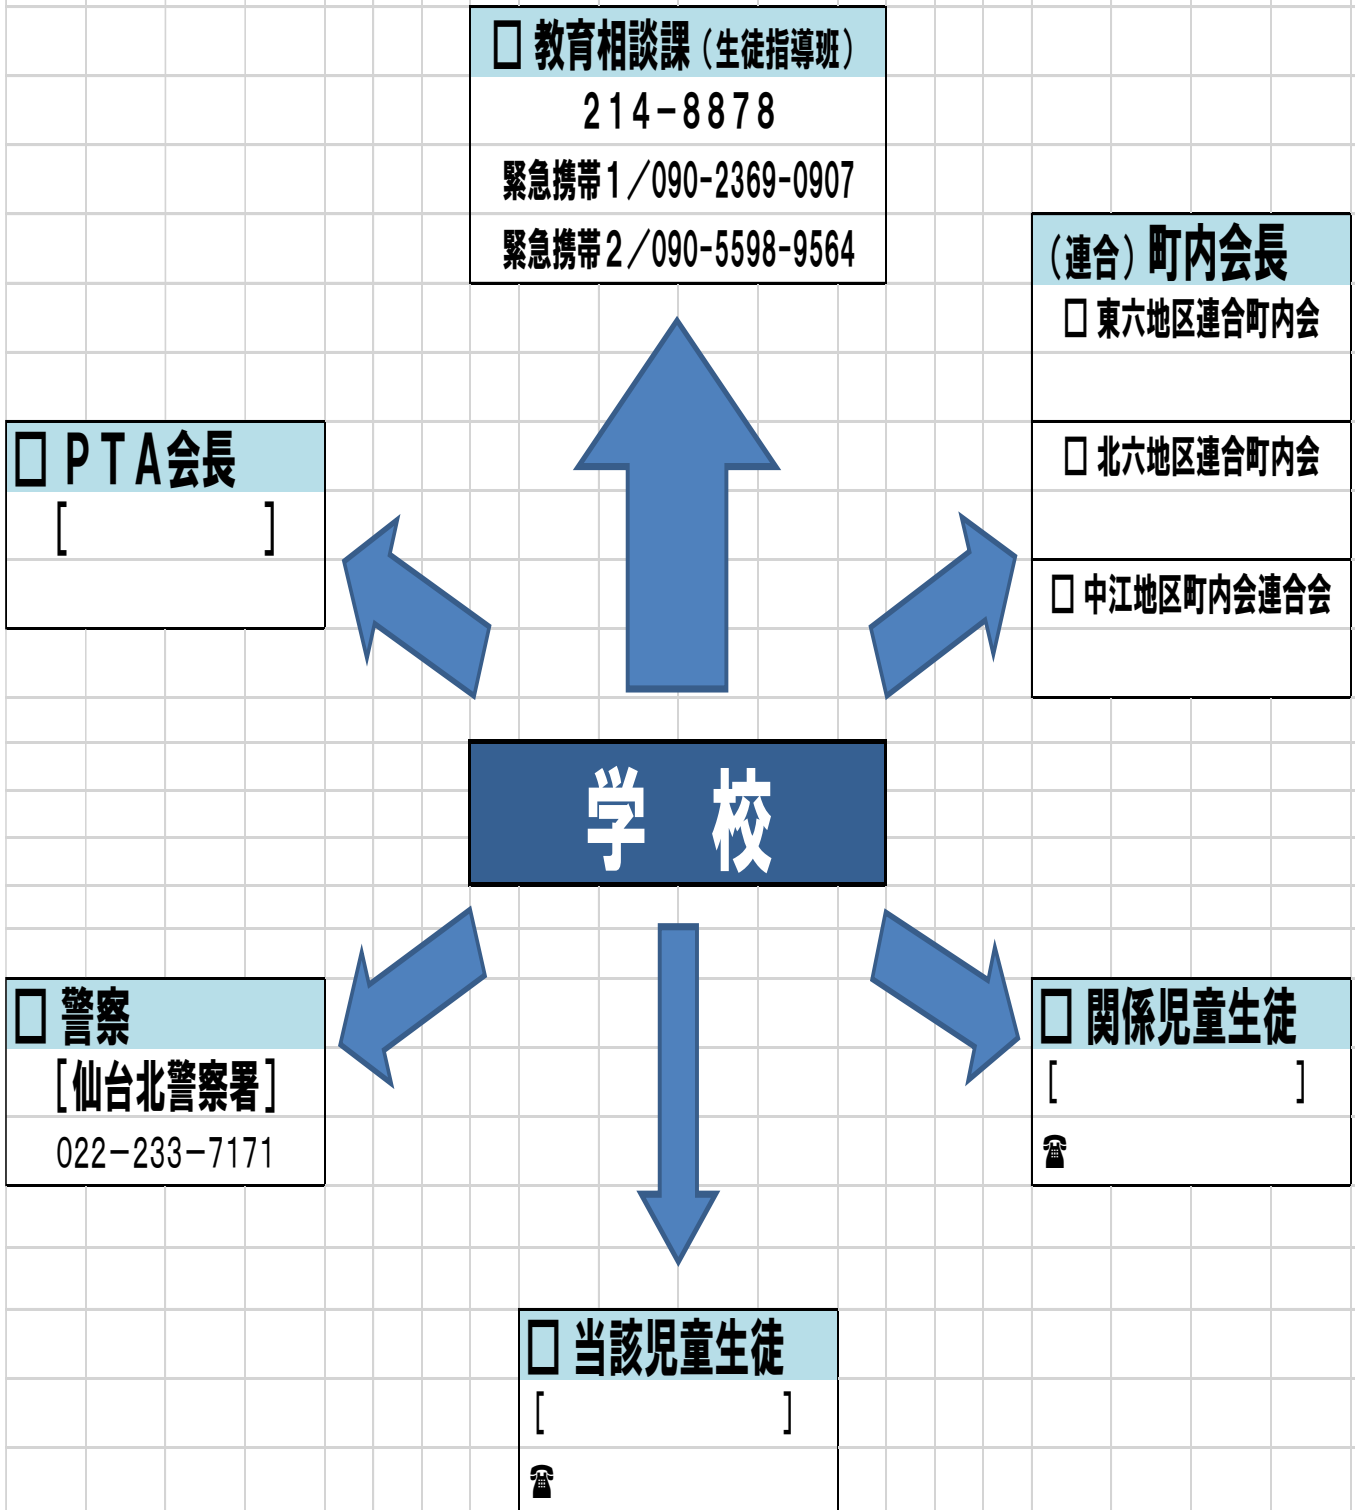 □ 教育相談課（生徒指導班）
２１４－８８７８
緊急携帯１／090-2369-0907
緊急携帯２／090-5598-9564
（連合）町内会長
□ 東六地区連合町内会
□ 北六地区連合町内会
□ 中江地区町内会連合会
□ ＰＴＡ会長
［　　　　　　］
学　校
□ 警察
［仙台北警察署］
022－233－7171
□ 関係児童生徒
［　　　　　　］
☎
□ 当該児童生徒
［　　　　　　］
☎